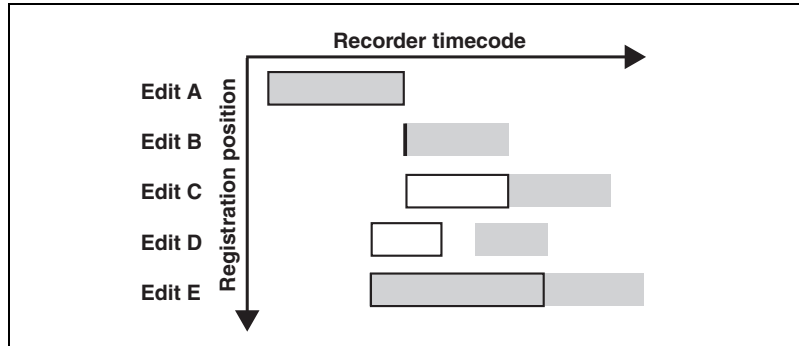 Recorder timecode
Registration position
Edit A
Edit B
Edit C
Edit D
Edit E